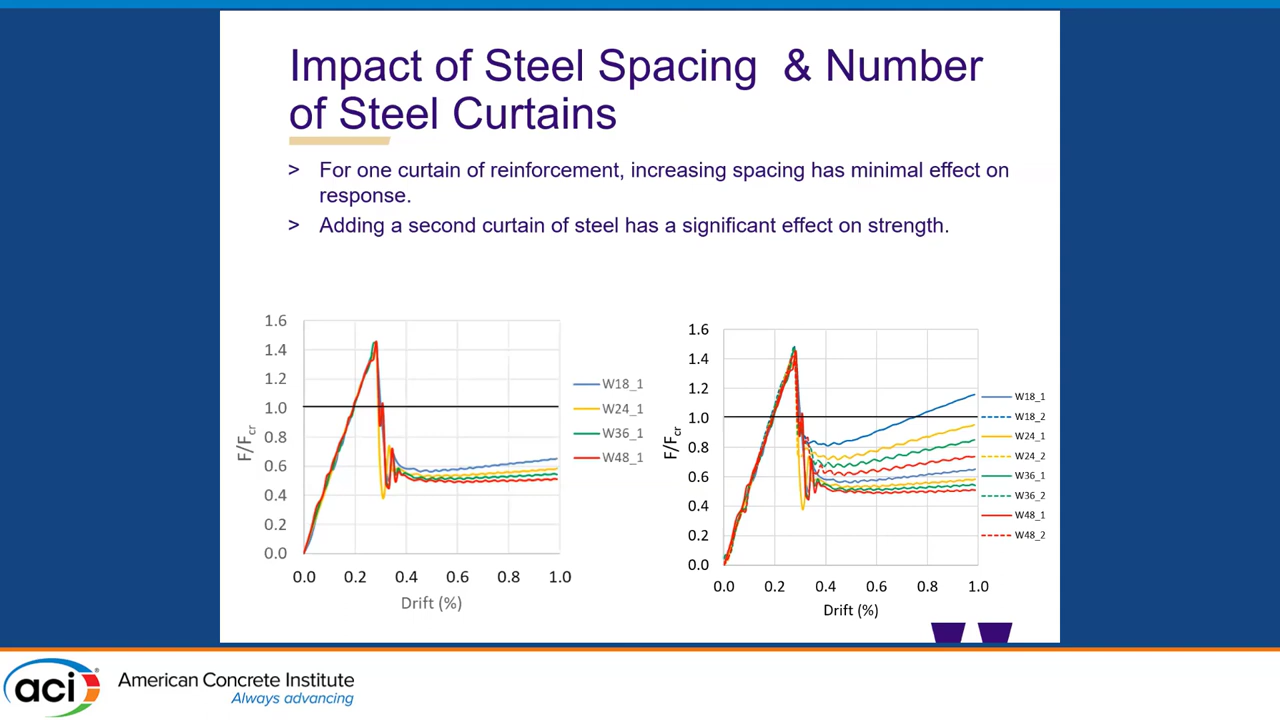 Impact of Steel Spacing & Number
of Steel Curtains
> For one curtain of reinforcement, increasing spacing has minimal effect on
response.
> Adding a second curtain of steel has a significant effect on strength.
1.6
1.4
1.2
1.0
0.8
0.6
0.4
0.2
0.0
F/Fcr
0.0 0.2 0.4 0.6 0.8 1.0
Drift (%)
W18_1
W24_1
W36_1
W48_1
1.6
1.4
1.2
1.0
0.8
0.6
0.4
0.2
0.0
F/Fcr
0.0 0.2 0.4 0.6 0.8 1.0
Drift (%)
W18_1
W18_2
W24_1
W24_2
W36_1
W36_2
W48_1
W48_2
W
aci®
American Concrete Institute
Always advancing